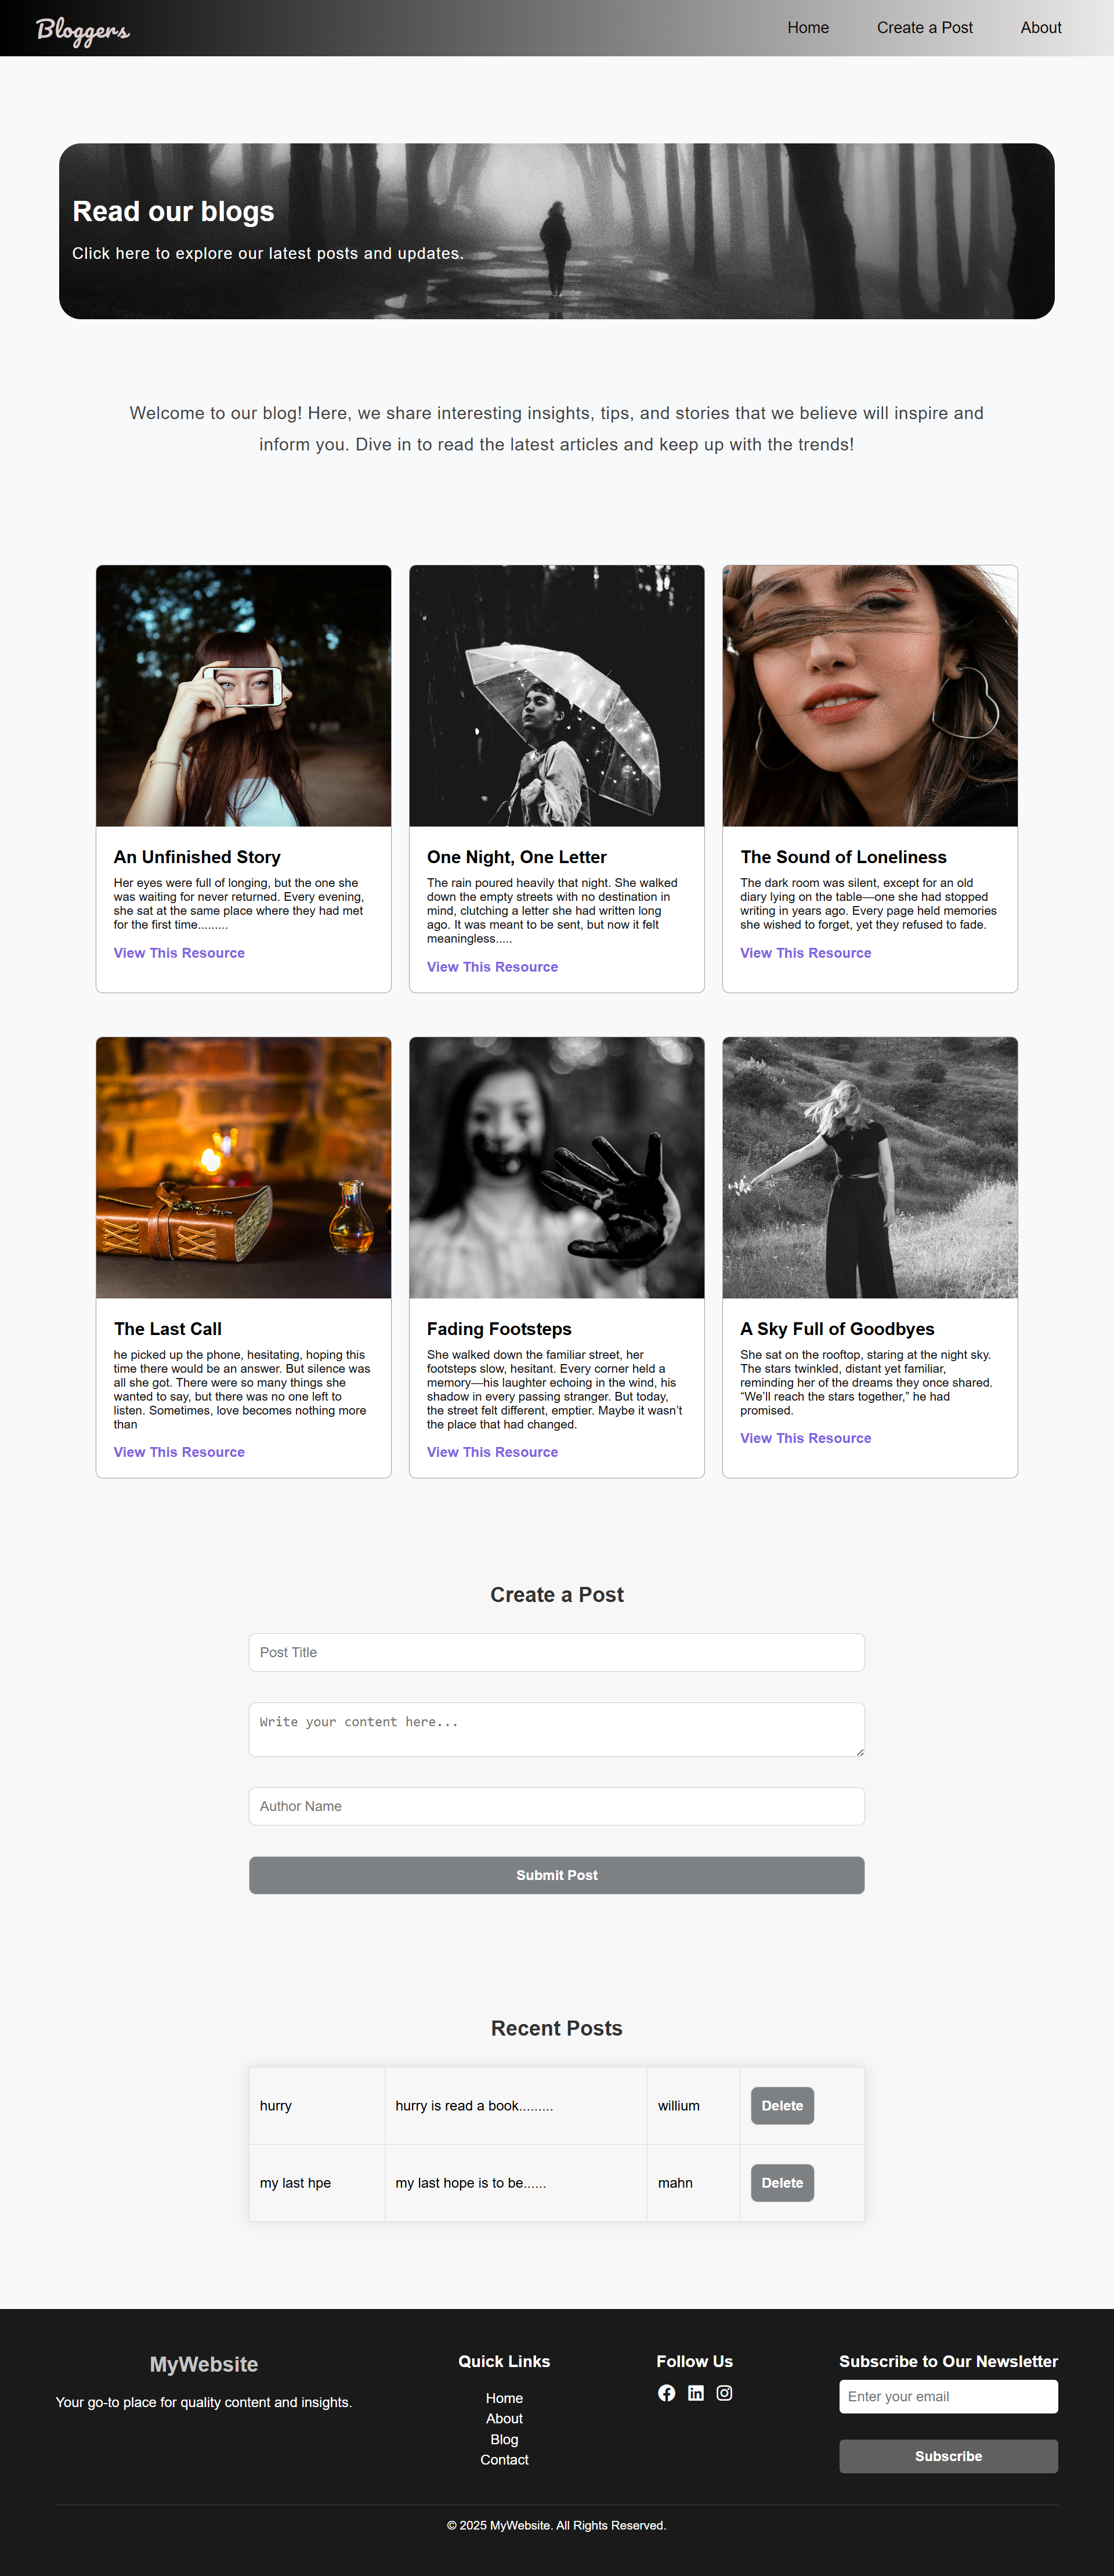 Bloggers
Home
Create a Post
About
Read our blogs
Click here to explore our latest posts and updates.
Welcome to our blog! Here, we share interesting insights, tips, and stories that we believe will inspire and
inform you. Dive in to read the latest articles and keep up with the trends!
An Unfinished Story
Her eyes were full of longing, but the one she
was waiting for never returned. Every evening,
she sat at the same place where they had met
for the first time.........
View This Resource
One Night, One Letter
The rain poured heavily that night. She walked
down the empty streets with no destination in
mind, clutching a letter she had written long
ago. It was meant to be sent, but now it felt
meaningless.....
View This Resource
The Sound of Loneliness
The dark room was silent, except for an old
diary lying on the table—one she had stopped
writing in years ago. Every page held memories
she wished to forget, yet they refused to fade.
View This Resource
The Last Call
he picked up the phone, hesitating, hoping this
time there would be an answer. But silence was
all she got. There were so many things she
wanted to say, but there was no one left to
listen. Sometimes, love becomes nothing more
than
View This Resource
Fading Footsteps
She walked down the familiar street, her
footsteps slow, hesitant. Every corner held a
memory—his laughter echoing in the wind, his
shadow in every passing stranger. But today,
the street felt different, emptier. Maybe it wasn’t
the place that had changed.
View This Resource
A Sky Full of Goodbyes
She sat on the rooftop, staring at the night sky.
The stars twinkled, distant yet familiar,
reminding her of the dreams they once shared.
“We’ll reach the stars together,” he had
promised.
View This Resource
Create a Post
Post Title
Write your content here...
Author Name
Submit Post
Recent Posts
hurry
hurry is read a book.........
willium
Delete
my last hpe
my last hope is to be......
mahn
Delete
MyWebsite
Your go-to place for quality content and insights.
Quick Links
Home
About
Blog
Contact
Follow Us
Subscribe to Our Newsletter
Enter your email
Subscribe
© 2025 MyWebsite. All Rights Reserved.